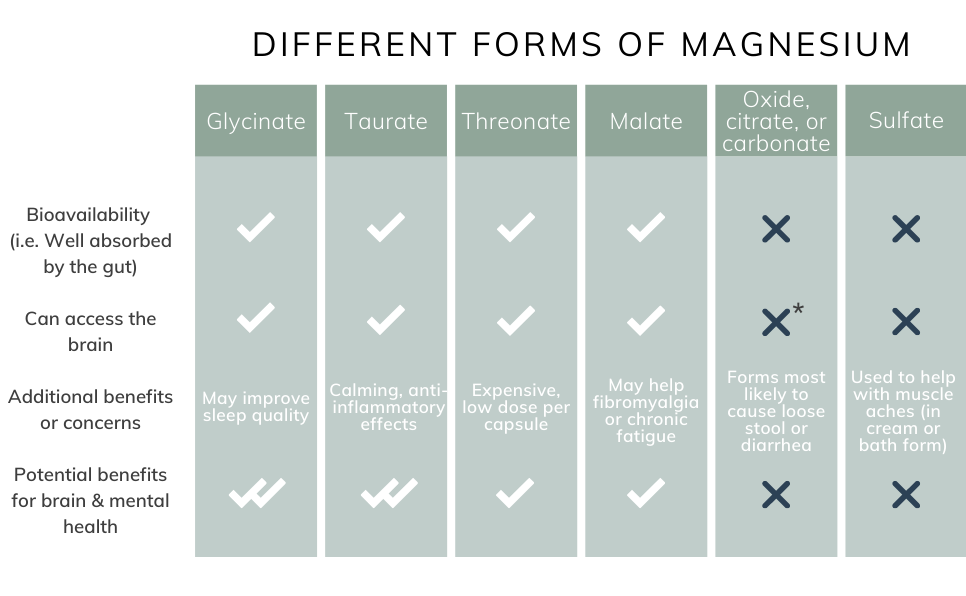 DIFFERENT FORMS OF MAGNESIUM
Glycinate
Taurate
Threonate
Malate
Oxide,
citrate, or
carbonate
Sulfate
Bioavailability
(i.e. Well absorbed
by the gut)
Can access the
brain
*
Additional benefits
or concerns
May improve
sleep quality
Calming, anti-
inflammatory
effects
Expensive,
low dose per
capsule
May help
fibromyalgia
or chronic
fatigue
Forms most
likely to
cause loose
stool or
diarrhea
Used to help
with muscle
aches (in
cream or
bath form)
Potential benefits
for brain & mental
health